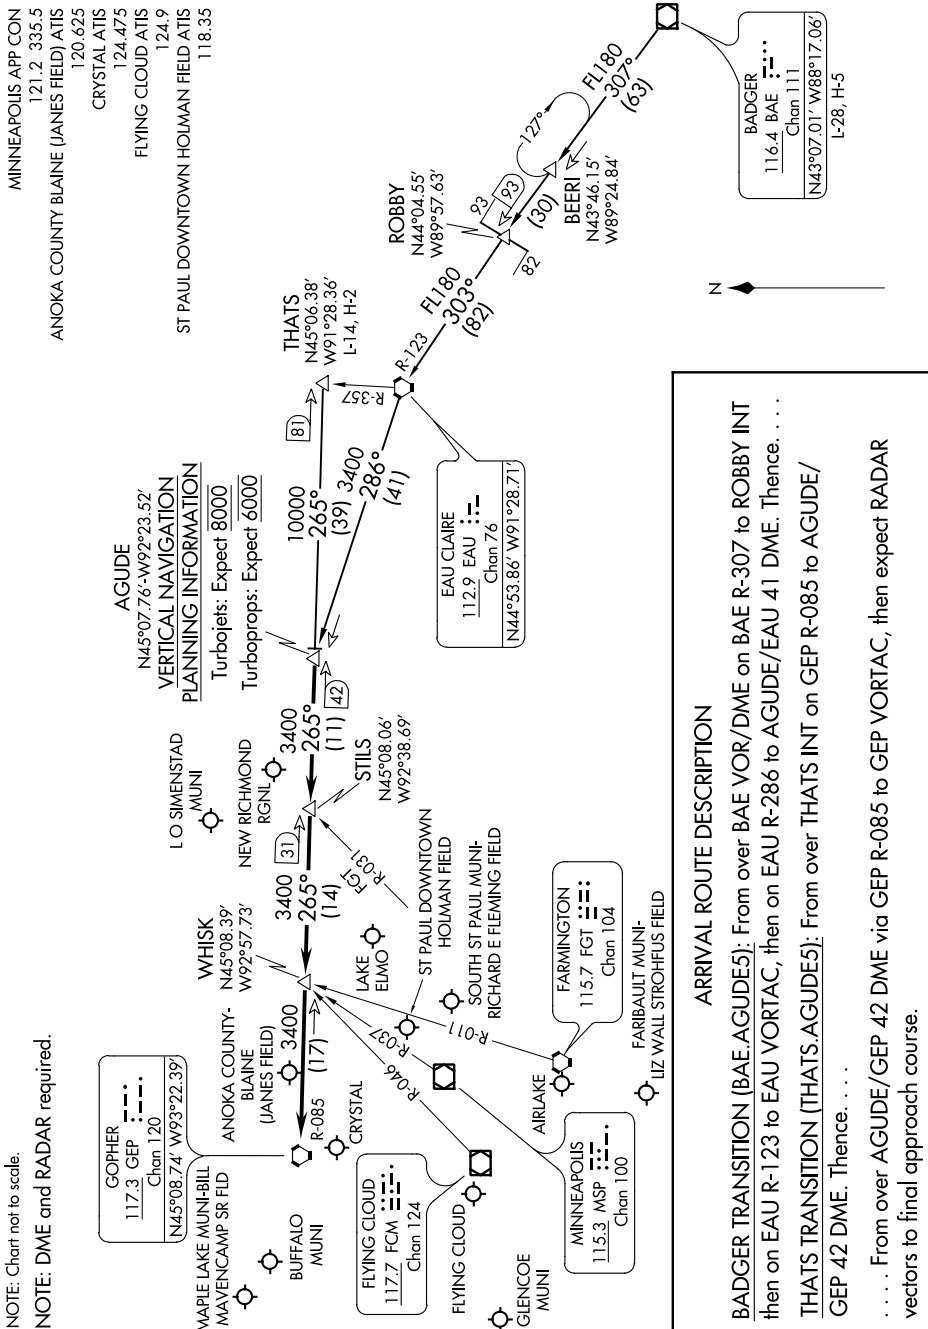 NOTE: Chart not to scale.
NOTE: DME and RADAR required.
MINNEAPOLIS APP CON
121.2 335.5
ANOKA COUNTY BLAINE (JANES FIELD) ATIS
120.625
CRYSTAL ATIS
124.475
FLYING CLOUD ATIS
124.9
ST PAUL DOWNTOWN HOLMAN FIELD ATIS
118.35
GOPHER
117.3 GEP
Chan 120
N45°08.74' W93°22.39'
MAPLE LAKE MUNI-BILL
MAVENCAMP SR FLD
BUFFALO
MUNI
ANOKA COUNTY-
BLAINE
(JANES FIELD)
R-085
CRYSTAL
3400
(17)
WHISK
N45°08.39'
W92°57.73'
3400
265°
(14)
31
L O SIMENSTAD
MUNI
NEW RICHMOND
RGNL
3400
265°
(11)
42
STILS
N45°08.06'
W92°38.69'
AGUDE
N45°07.76'-W92°23.52'
VERTICAL NAVIGATION
PLANNING INFORMATION
Turbojets: Expect 8000
Turboprops: Expect 6000
10000
265°
(39)
81
3400
286°
(41)
THATS
N45°06.38'
W91°28.36'
L-14, H-2
R-357
R-123
EAU CLAIRE
112.9 EAU
Chan 76
N44°53.86' W91°28.71'
FL180
303°
(82)
ROBBY
N44°04.55'
W89°57.63'
93
93
82
(30)
BEERI
N43°46.15'
W89°24.84'
127°
FL180
307°
(63)
BADGER
116.4 BAE
Chan 111
N43°07.01' W88°17.06'
L-28, H-5
N
FGT
R-031
LAKE
ELMO
ST PAUL DOWNTOWN
HOLMAN FIELD
SOUTH ST PAUL MUNI-
RICHARD E FLEMING FIELD
R-011
R-037
R-046
FLYING CLOUD
117.7 FCM
Chan 124
FLYING CLOUD
GLENCOE
MUNI
MINNEAPOLIS
115.3 MSP
Chan 100
AIRLAKE
FARMINGTON
115.7 FGT
Chan 104
FARIBAULT MUNI-
LIZ WALL STROHFUS FIELD
ARRIVAL ROUTE DESCRIPTION
BADGER TRANSITION (BAE.AGUDE5): From over BAE VOR/DME on BAE R-307 to ROBBY INT
then on EAU R-123 to EAU VORTAC, then on EAU R-286 to AGUDE/EAU 41 DME. Thence. . . .
THATS TRANSITION (THATS.AGUDE5): From over THATS INT on GEP R-085 to AGUDE/
GEP 42 DME. Thence. . . .
. . . . From over AGUDE/GEP 42 DME via GEP R-085 to GEP VORTAC, then expect RADAR
vectors to final approach course.